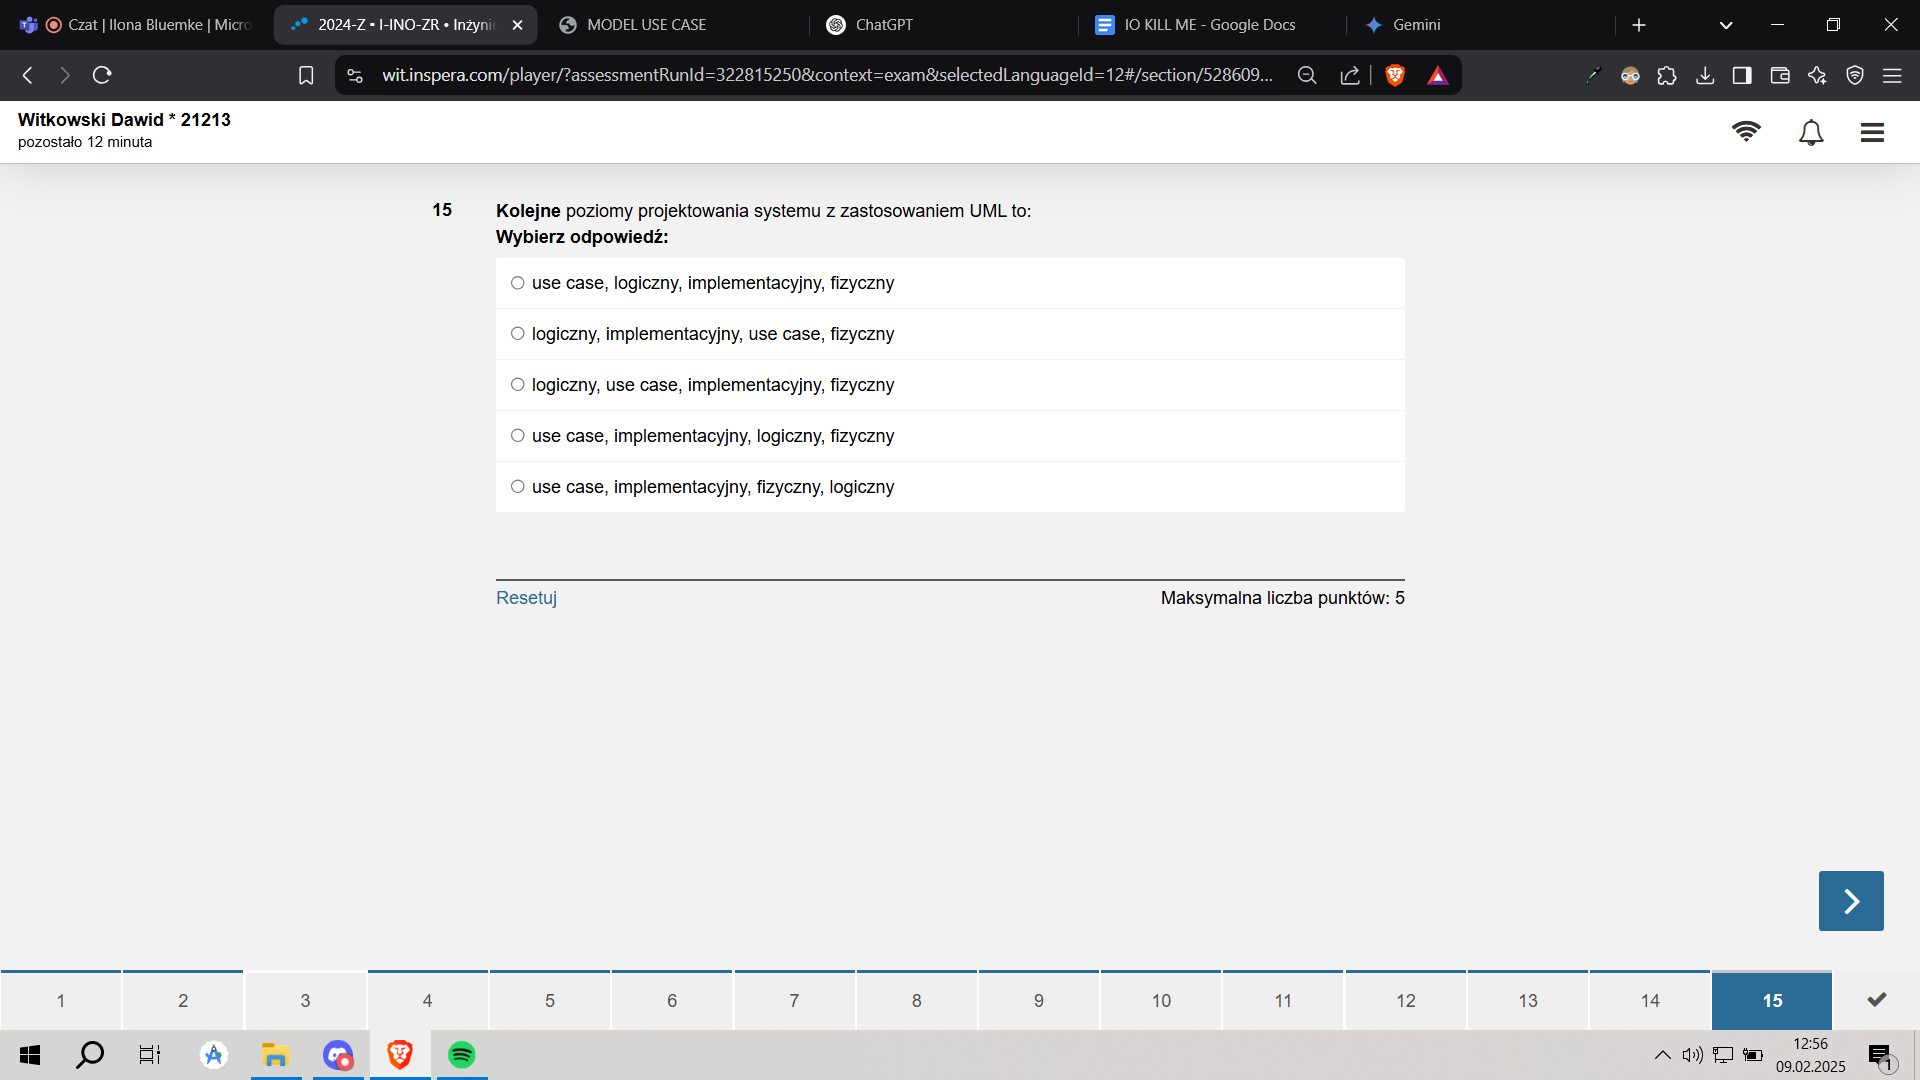 Czat | Ilona Bluemke | Micro
2024-Z • I-INO-ZR • Inżynie
MODEL USE CASE
ChatGPT
IO KILL ME - Google Docs
Gemini
wit.inspera.com/player/?assessmentRunId=322815250&context=exam&selectedLanguageId=12#/section/528609...
Witkowski Dawid * 21213
pozostało 12 minuta
15 Kolejne poziomy projektowania systemu z zastosowaniem UML to:
Wybierz odpowiedź:
use case, logiczny, implementacyjny, fizyczny
logiczny, implementacyjny, use case, fizyczny
logiczny, use case, implementacyjny, fizyczny
use case, implementacyjny, logiczny, fizyczny
use case, implementacyjny, fizyczny, logiczny
Resetuj
Maksymalna liczba punktów: 5
1 2 3 4 5 6 7 8 9 10 11 12 13 14 15
12:56
09.02.2025
1